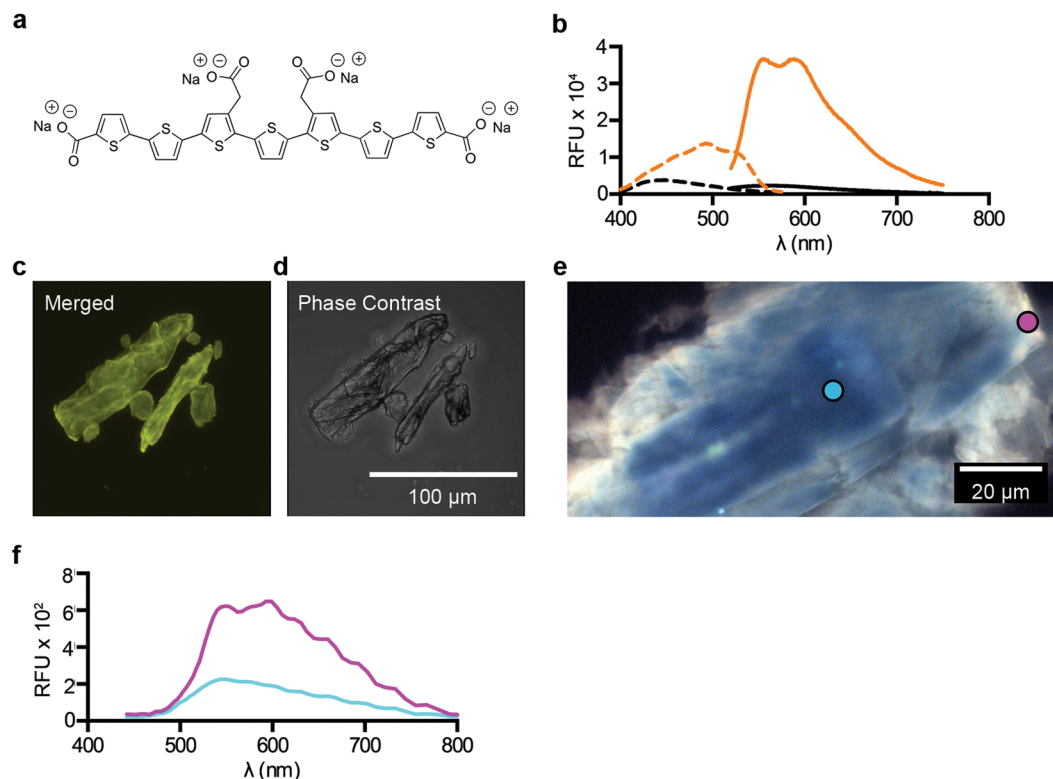 a
Na ⊕ ⊖ O O
O O ⊖ ⊕ Na
Na ⊕ ⊖ O O S S S S S S S O O ⊖ ⊕ Na
b
RFU x 10⁴
4
3
2
1
0
400 500 600 700 800
λ (nm)
c
Merged
d
Phase Contrast
100 µm
e
20 µm
f
RFU x 10²
8
6
4
2
0
400 500 600 700 800
λ (nm)